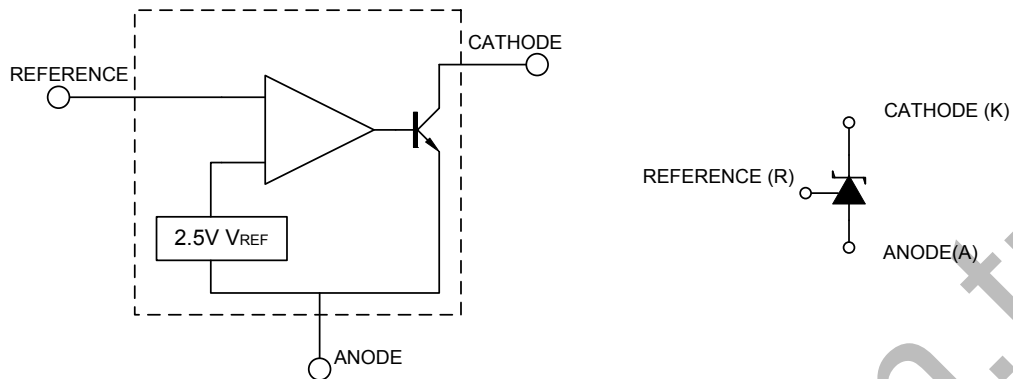 CATHODE
REFERENCE
2.5V VREF
ANODE
CATHODE (K)
REFERENCE (R)
ANODE(A)